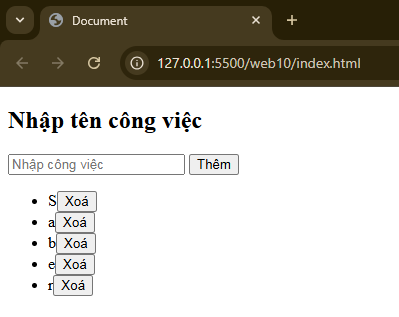 Document
127.0.0.1:5500/web10/index.html
Nhập tên công việc
Nhập công việc Thêm
S Xoá
a Xoá
b Xoá
e Xoá
r Xoá